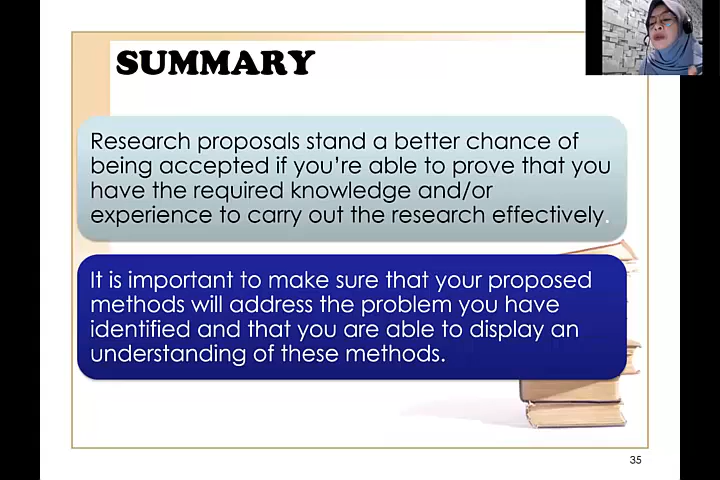 SUMMARY
Research proposals stand a better chance of
being accepted if you're able to prove that you
have the required knowledge and/or
experience to carry out the research effectively.
It is important to make sure that your proposed
methods will address the problem you have
identified and that you are able to display an
understanding of these methods.
35